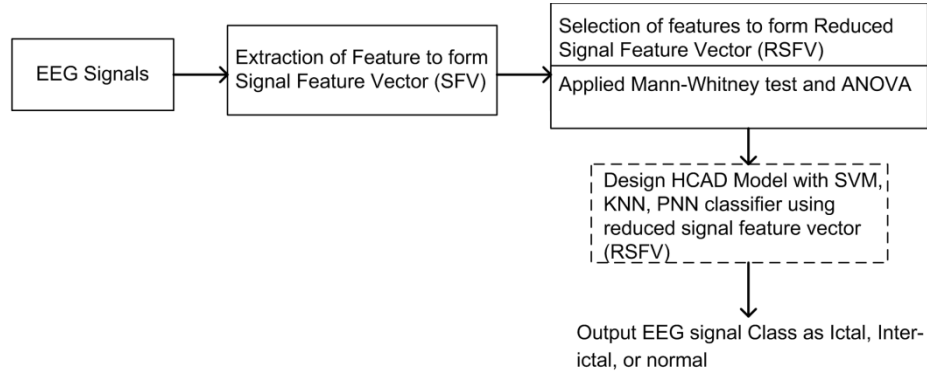 EEG Signals
Extraction of Feature to form
Signal Feature Vector (SFV)
Selection of features to form Reduced
Signal Feature Vector (RSFV)
Applied Mann-Whitney test and ANOVA
Design HCAD Model with SVM,
KNN, PNN classifier using
reduced signal feature vector
(RSFV)
Output EEG signal Class as Ictal, Inter-
ictal, or normal